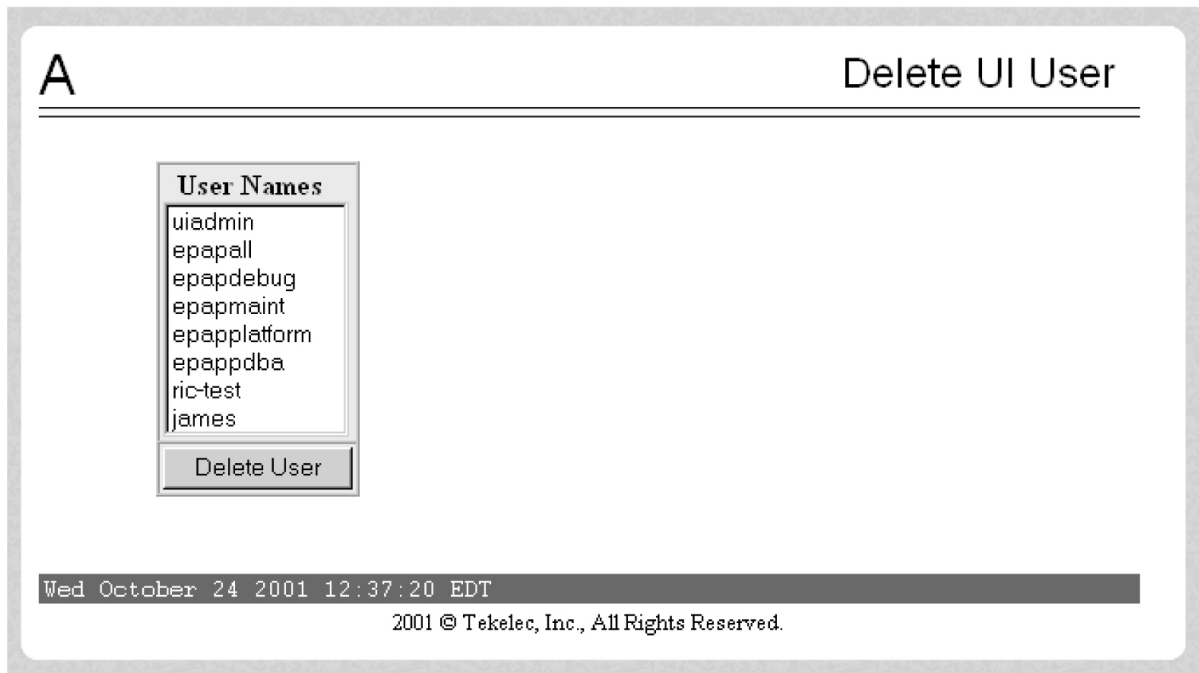 A
Delete UI User
User Names
uiadmin
epapall
epapdebug
epapmaint
epapplatform
epappdba
ric-test
james
Delete User
Wed October 24 2001 12:37:20 EDT
2001 © Tekelec, Inc., All Rights Reserved.